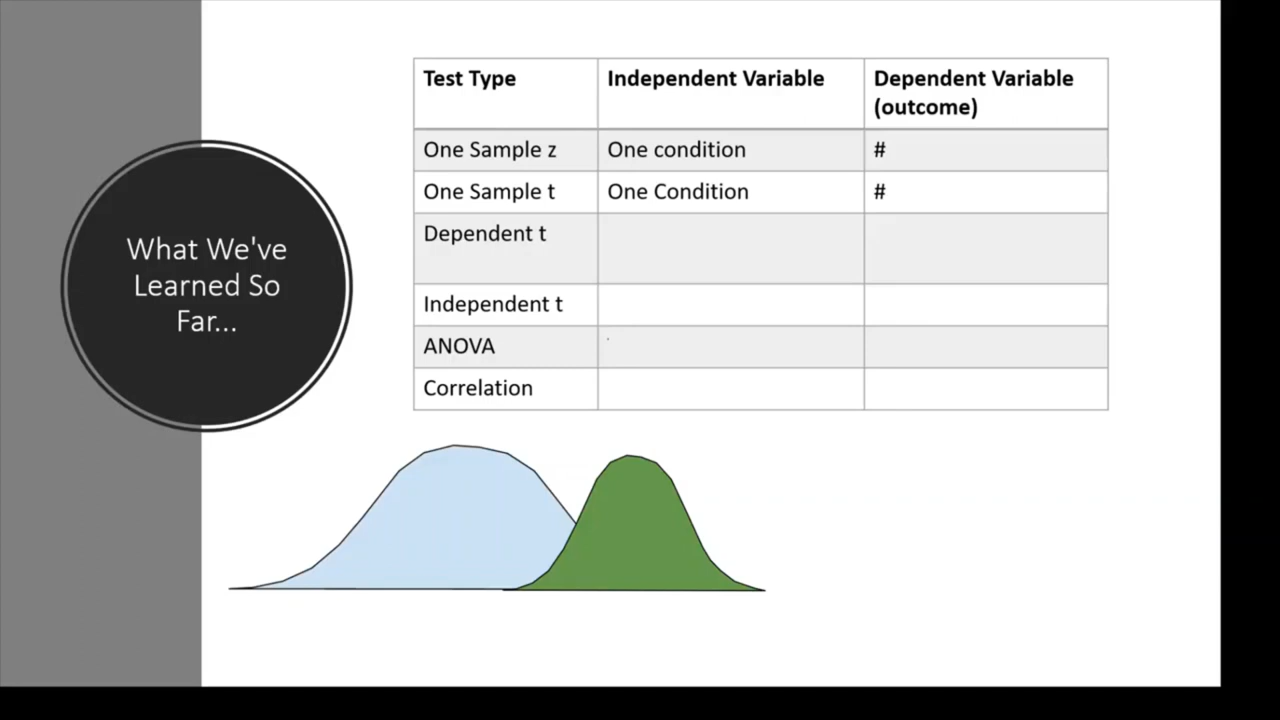 What We've
Learned So
Far...
Test Type Independent Variable Dependent Variable
(outcome)
One Sample z One condition #
One Sample t One Condition #
Dependent t
Independent t
ANOVA
Correlation